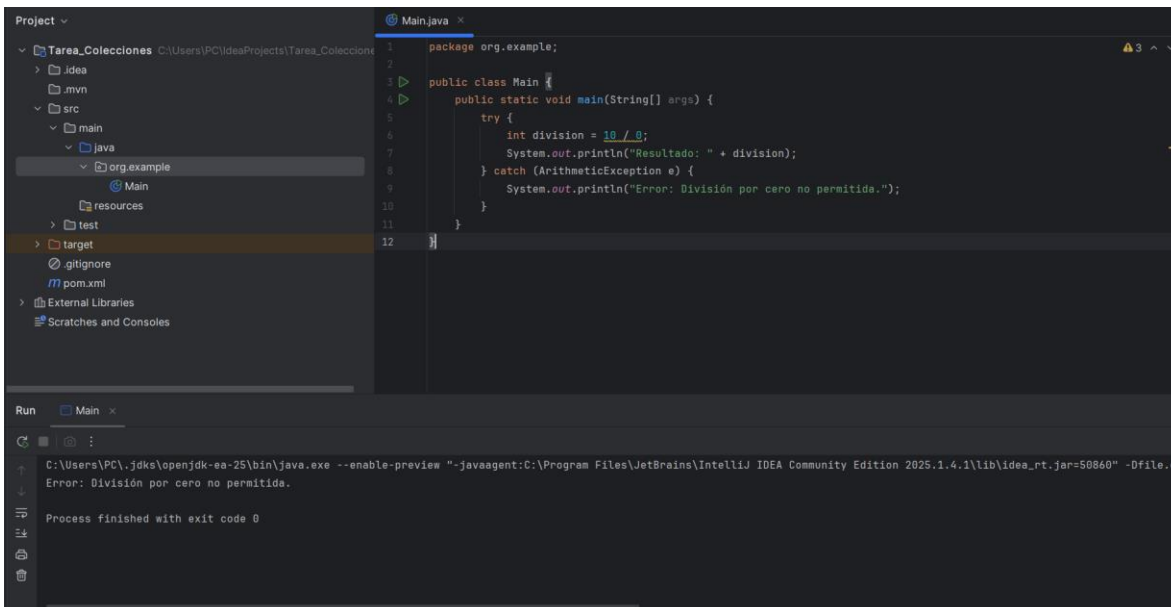 Project
Tarea_Colecciones C:\Users\PC\IdeaProjects\Tarea_Coleccione
.idea
.mvn
src
main
java
org.example
Main
resources
test
target
.gitignore
pom.xml
External Libraries
Scratches and Consoles
Main.java
3
1 package org.example;
2
3 public class Main {
4 public static void main(String[] args) {
5 try {
6 int division = 10 / 0;
7 System.out.println("Resultado: " + division);
8 } catch (ArithmeticException e) {
9 System.out.println("Error: División por cero no permitida.");
10 }
11 }
12 }
Run Main
C:\Users\PC\.jdks\openjdk-ea-25\bin\java.exe --enable-preview "-javaagent:C:\Program Files\JetBrains\IntelliJ IDEA Community Edition 2025.1.4.1\lib\idea_rt.jar=50860" -Dfile.
Error: División por cero no permitida.
Process finished with exit code 0